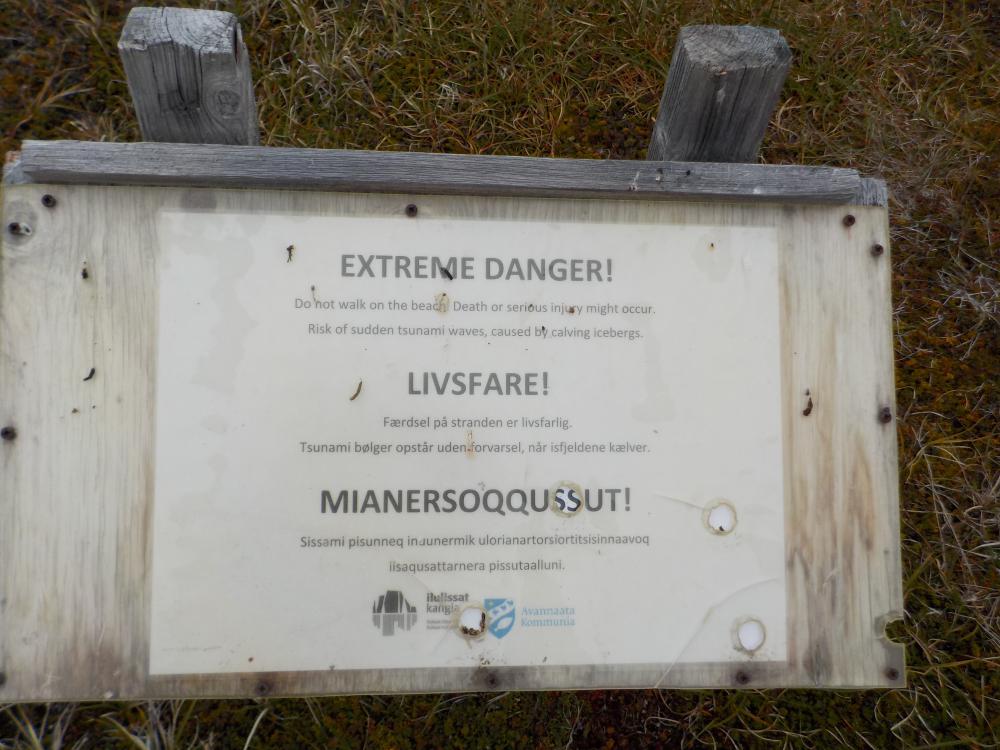 EXTREME DANGER!
Do not walk on the beach. Death or serious injury might occur.
Risk of sudden tsunami waves, caused by calving icebergs.
LIVSFARE!
Færdsel på stranden er livsfarlig.
Tsunami bølger opstår uden forvarsel, når isfjeldene kælver.
MIANERSOQQUSSUT!
Sissami pisunneq inuunermik ulorianartorsiortitsisinnaavoq
iisaqusattarnera pissutaalluni.
Ilulissat
kangia
Avannaata
Kommunia